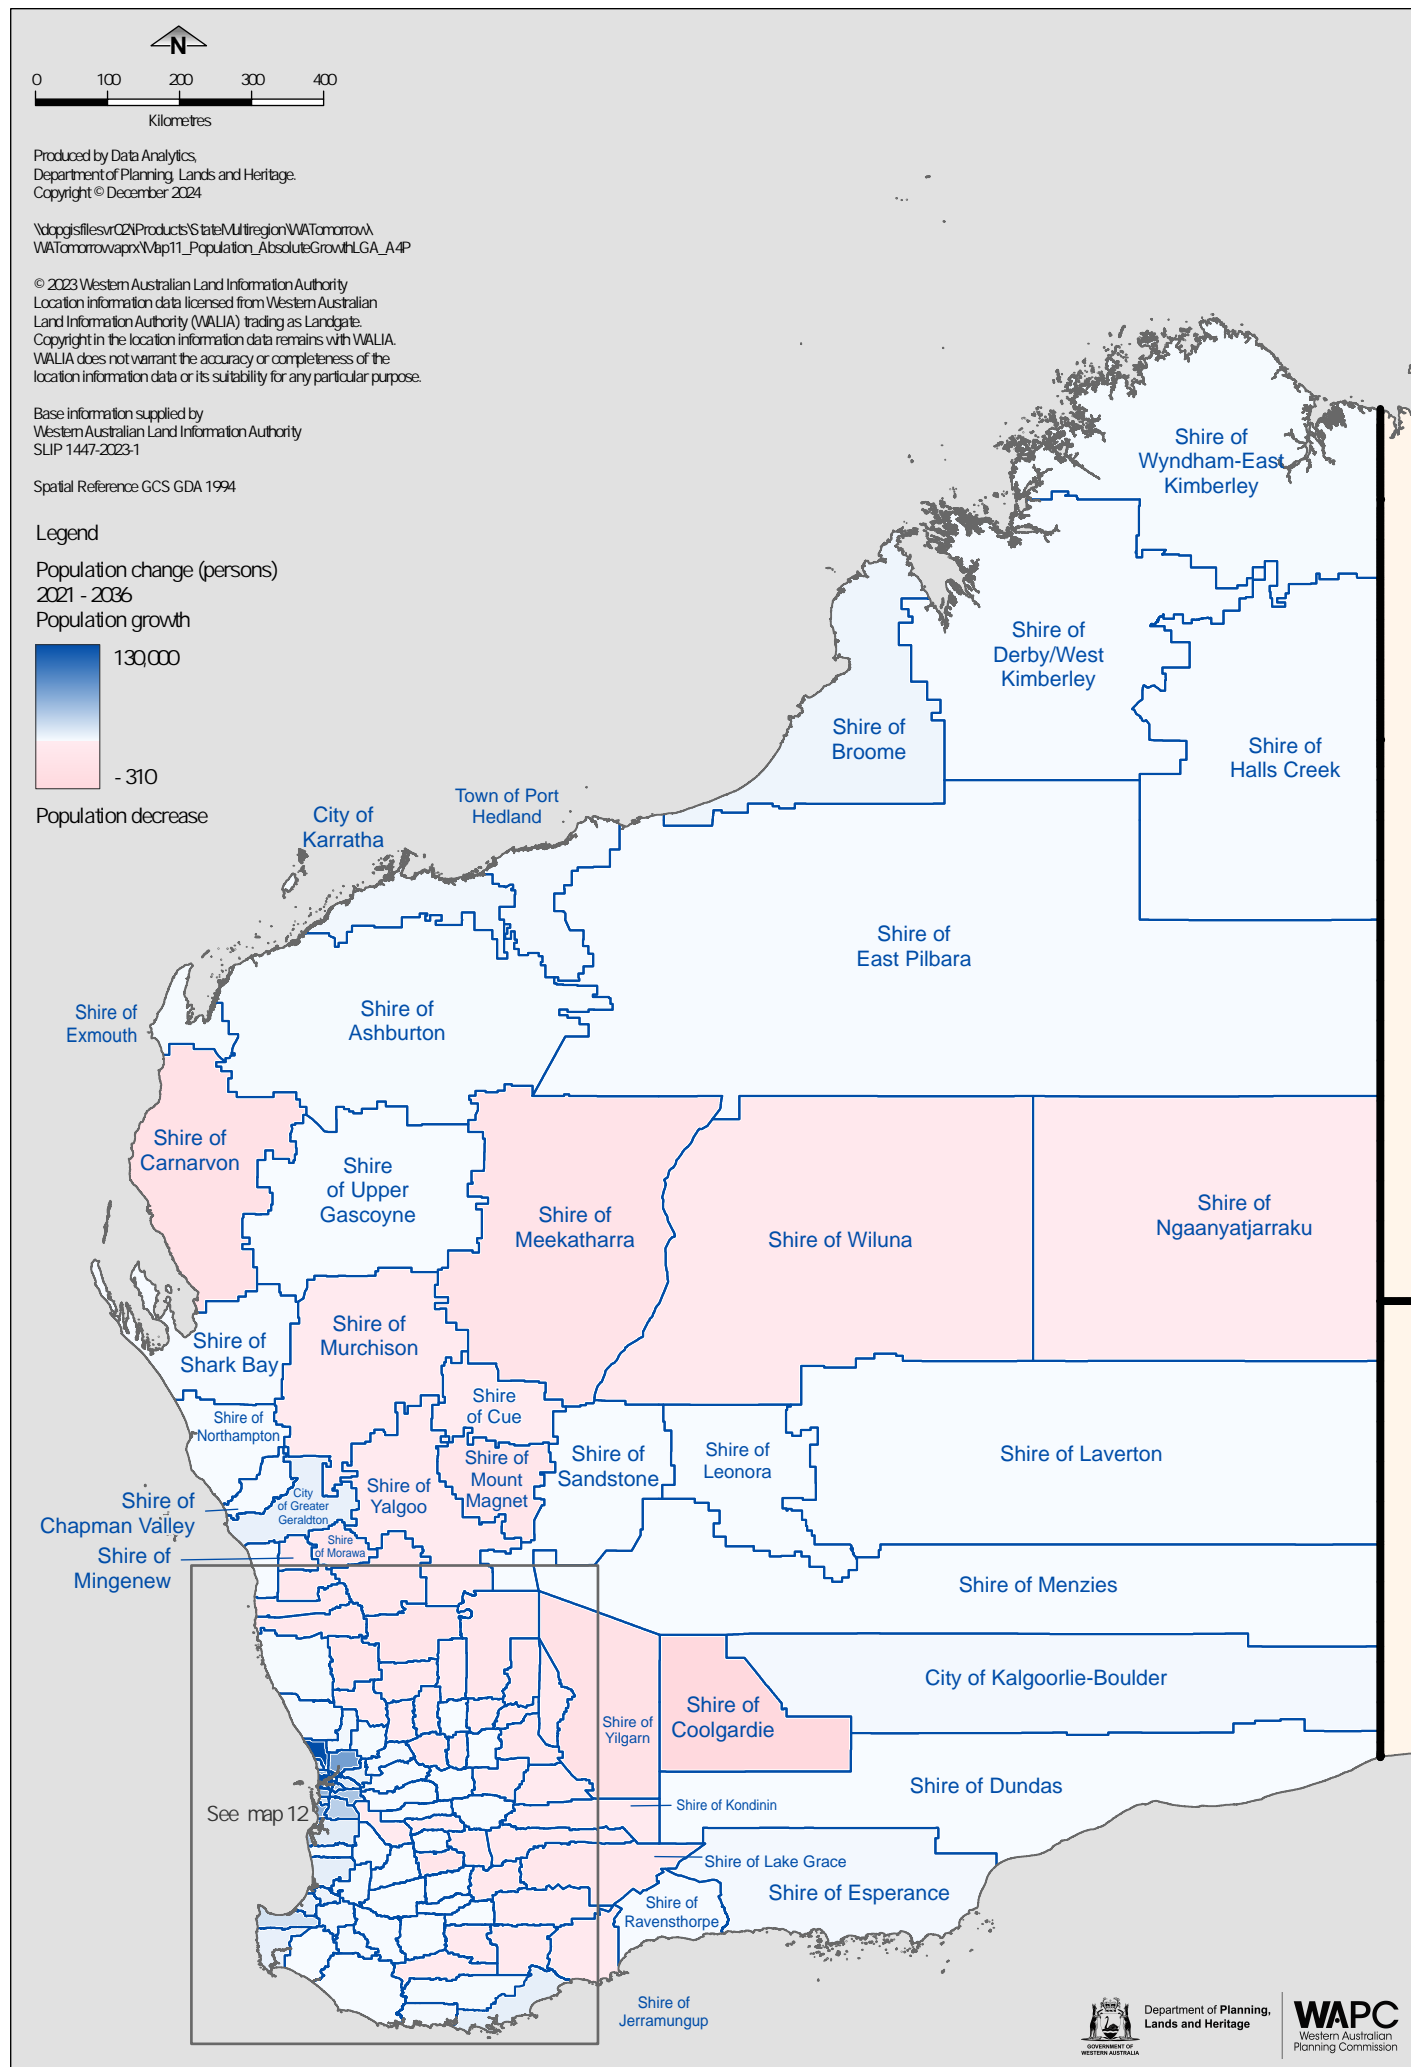 N
0 100 200 300 400
Kilometres
Produced by Data Analytics,
Department of Planning, Lands and Heritage.
Copyright © December 2024
\\dopgisfilesvr02\iProducts\StateMultiregion\WATomorrow\
WATomorrowaprx\Map11_Population_AbsoluteGrowthLGA_A4P
© 2023 Western Australian Land Information Authority
Location information data licensed from Western Australian
Land Information Authority (WALIA) trading as Landgate.
Copyright in the location information data remains with WALIA.
WALIA does not warrant the accuracy or completeness of the
location information data or its suitability for any particular purpose.
Base information supplied by
Western Australian Land Information Authority
SLIP 1447-2023-1
Spatial Reference GCS GDA 1994
Legend
Population change (persons)
2021 - 2036
Population growth
130,000
- 310
Population decrease
Shire of
Wyndham-East
Kimberley
Shire of
Derby/West
Kimberley
Shire of
Broome
Shire of
Halls Creek
Town of Port
Hedland
City of
Karratha
Shire of
East Pilbara
Shire of
Exmouth
Shire of
Ashburton
Shire of
Carnarvon
Shire
of Upper
Gascoyne
Shire of
Meekatharra
Shire of Wiluna
Shire of
Ngaanyatjarraku
Shire of
Shark Bay
Shire of
Murchison
Shire
of Cue
Shire of
Northampton
Shire of
Mount
Magnet
Shire of
Sandstone
Shire of
Leonora
Shire of Laverton
Shire of
Yalgoo
City
of Greater
Geraldton
Shire of
Chapman Valley
Shire
of Morawa
Shire of
Mingenew
Shire of Menzies
City of Kalgoorlie-Boulder
Shire of
Coolgardie
Shire of
Yilgarn
Shire of Dundas
See map 12
Shire of Kondinin
Shire of Lake Grace
Shire of Esperance
Shire of
Ravensthorpe
Shire of
Jerramungup
GOVERNMENT OF
WESTERN AUSTRALIA
Department of Planning,
Lands and Heritage
WAPC
Western Australian
Planning Commission